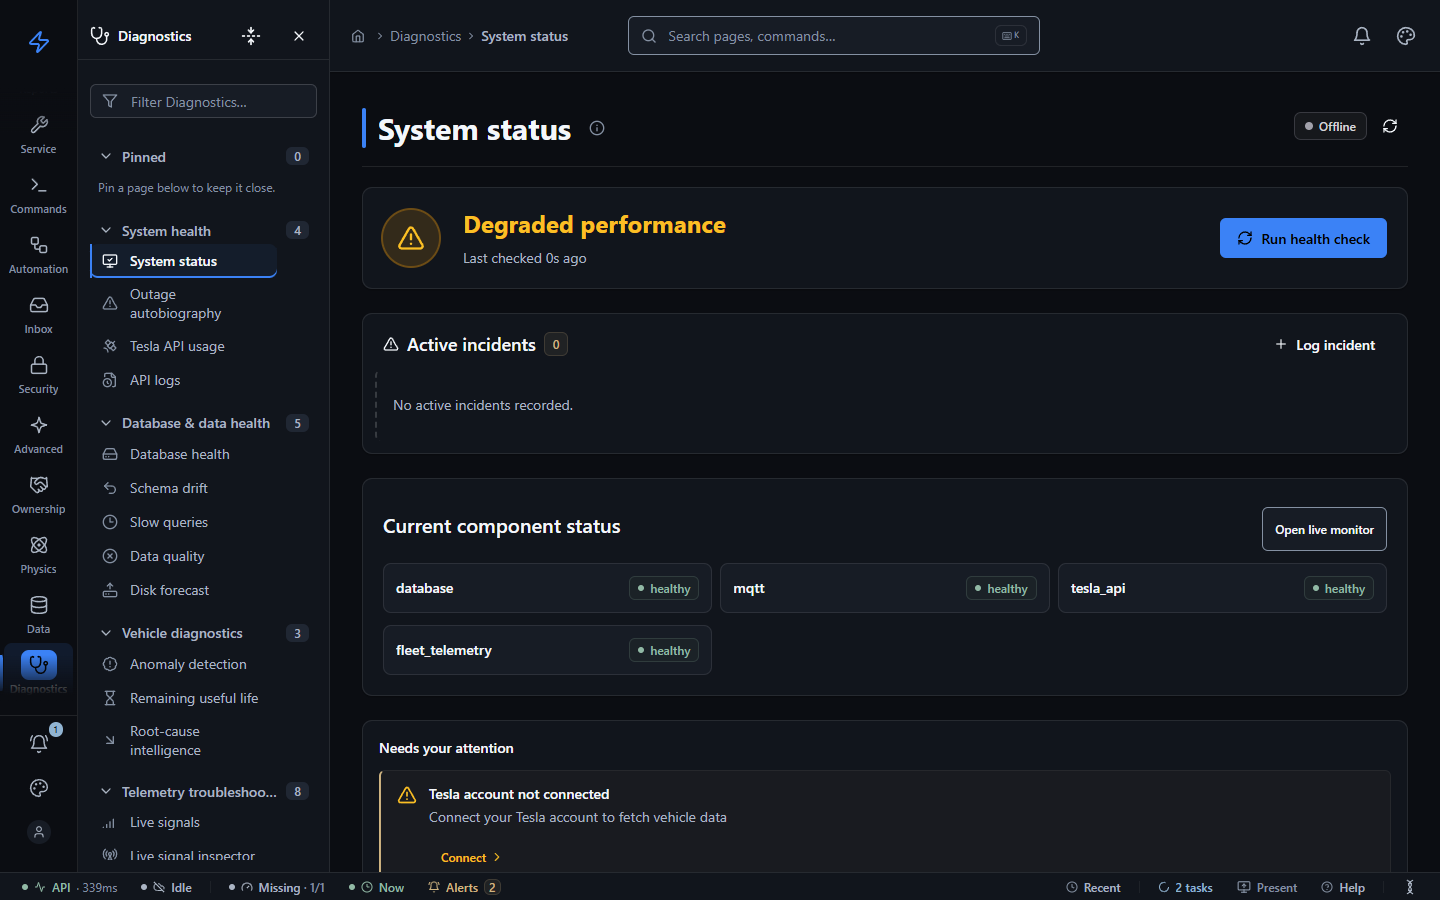 Diagnostics
Diagnostics
System status
Search pages, commands...
K
Service
Commands
Automation
Inbox
Security
Advanced
Ownership
Physics
Data
Diagnostics
1
Filter Diagnostics...
Pinned
0
Pin a page below to keep it close.
System health
4
System status
Outage
autobiography
Tesla API usage
API logs
Database & data health
5
Database health
Schema drift
Slow queries
Data quality
Disk forecast
Vehicle diagnostics
3
Anomaly detection
Remaining useful life
Root-cause
intelligence
Telemetry troubleshoo...
8
Live signals
Live signal inspector
System status
Offline
Degraded performance
Last checked 0s ago
Run health check
Active incidents
0
Log incident
No active incidents recorded.
Current component status
Open live monitor
database
healthy
mqtt
healthy
tesla_api
healthy
fleet_telemetry
healthy
Needs your attention
Tesla account not connected
Connect your Tesla account to fetch vehicle data
Connect
API · 339ms
Idle
Missing · 1/1
Now
Alerts 2
Recent
2 tasks
Present
Help